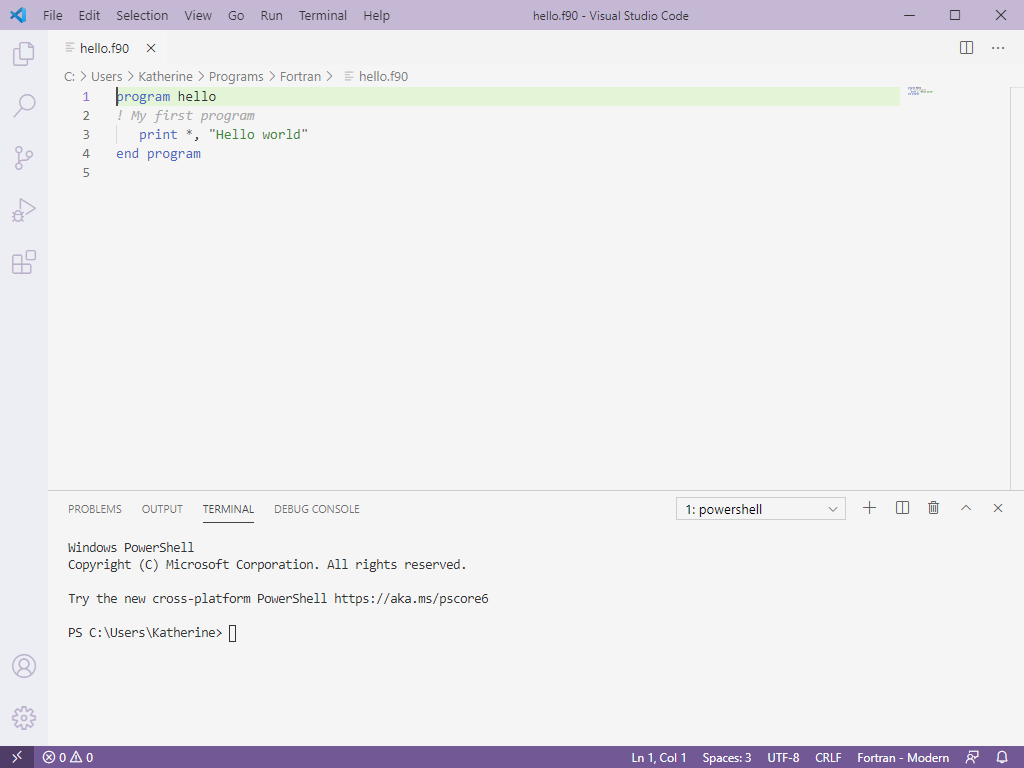 File Edit Selection View Go Run Terminal Help hello.f90 - Visual Studio Code
hello.f90
C: > Users > Katherine > Programs > Fortran > hello.f90
1 program hello
2 ! My first program
3    print *, "Hello world"
4 end program
5
PROBLEMS OUTPUT TERMINAL DEBUG CONSOLE 1: powershell
Windows PowerShell
Copyright (C) Microsoft Corporation. All rights reserved.
Try the new cross-platform PowerShell https://aka.ms/pscore6
PS C:\Users\Katherine>
0 0 Ln 1, Col 1 Spaces: 3 UTF-8 CRLF Fortran - Modern